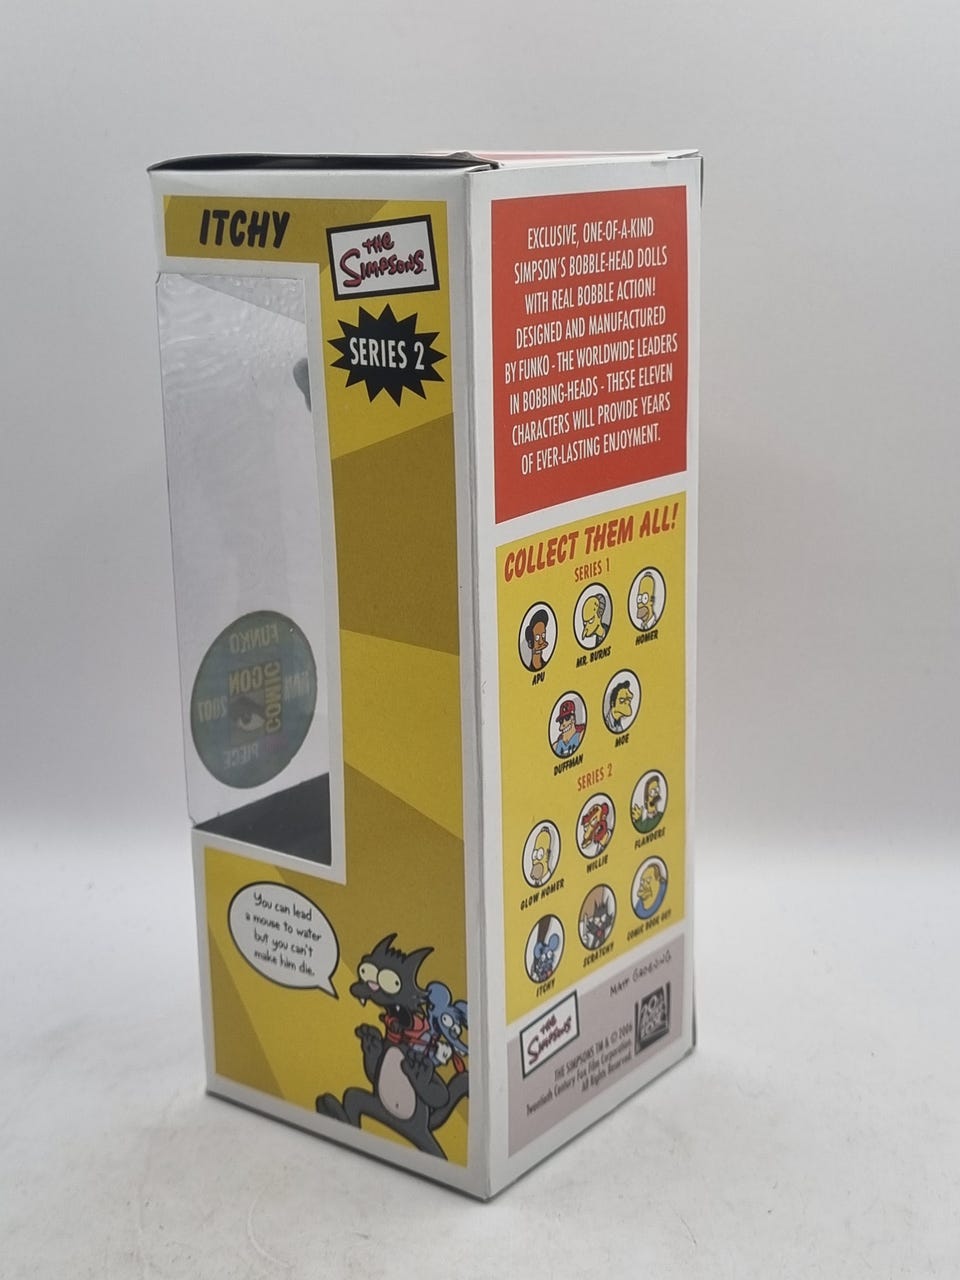 ITCHY
THE
SIMPSONS
SERIES 2
FUNKO
COMIC
CON
2007
PIECE
You can lead
a mouse to water
but you can't
make him die.
EXCLUSIVE, ONE-OF-A-KIND
SIMPSON'S BOBBLE-HEAD DOLLS
WITH REAL BOBBLE ACTION!
DESIGNED AND MANUFACTURED
BY FUNKO - THE WORLDWIDE LEADERS
IN BOBBING-HEADS - THESE ELEVEN
CHARACTERS WILL PROVIDE YEARS
OF EVER-LASTING ENJOYMENT.
COLLECT THEM ALL!
SERIES 1
APU
MR. BURNS
HOMER
DUFFMAN
MOE
SERIES 2
GLOW HOMER
WILLIE
FLANDERS
ITCHY
SCRATCHY
COMIC BOOK GUY
MATT GROENING
THE
SIMPSONS
THE SIMPSONS TM & © 2006
Twentieth Century Fox Film Corporation.
All Rights Reserved.